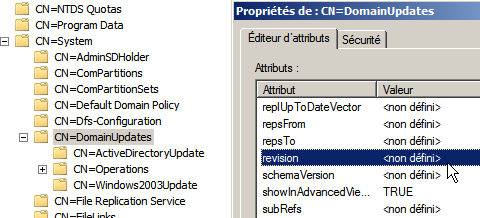 CN=NTDS Quotas
CN=Program Data
CN=System
CN=AdminSDHolder
CN=ComPartitions
CN=ComPartitionSets
CN=Default Domain Policy
CN=Dfs-Configuration
CN=DomainUpdates
CN=ActiveDirectoryUpdate
CN=Operations
CN=Windows2003Update
CN=File Replication Service
CN=FileLinks
Propriétés de : CN=DomainUpdates
Éditeur d'attributs Sécurité
Attributs :
Attribut Valeur
replUpToDateVector <non défini>
repsFrom <non défini>
repsTo <non défini>
revision <non défini>
schemaVersion <non défini>
showInAdvancedVie... TRUE
subRefs <non défini>